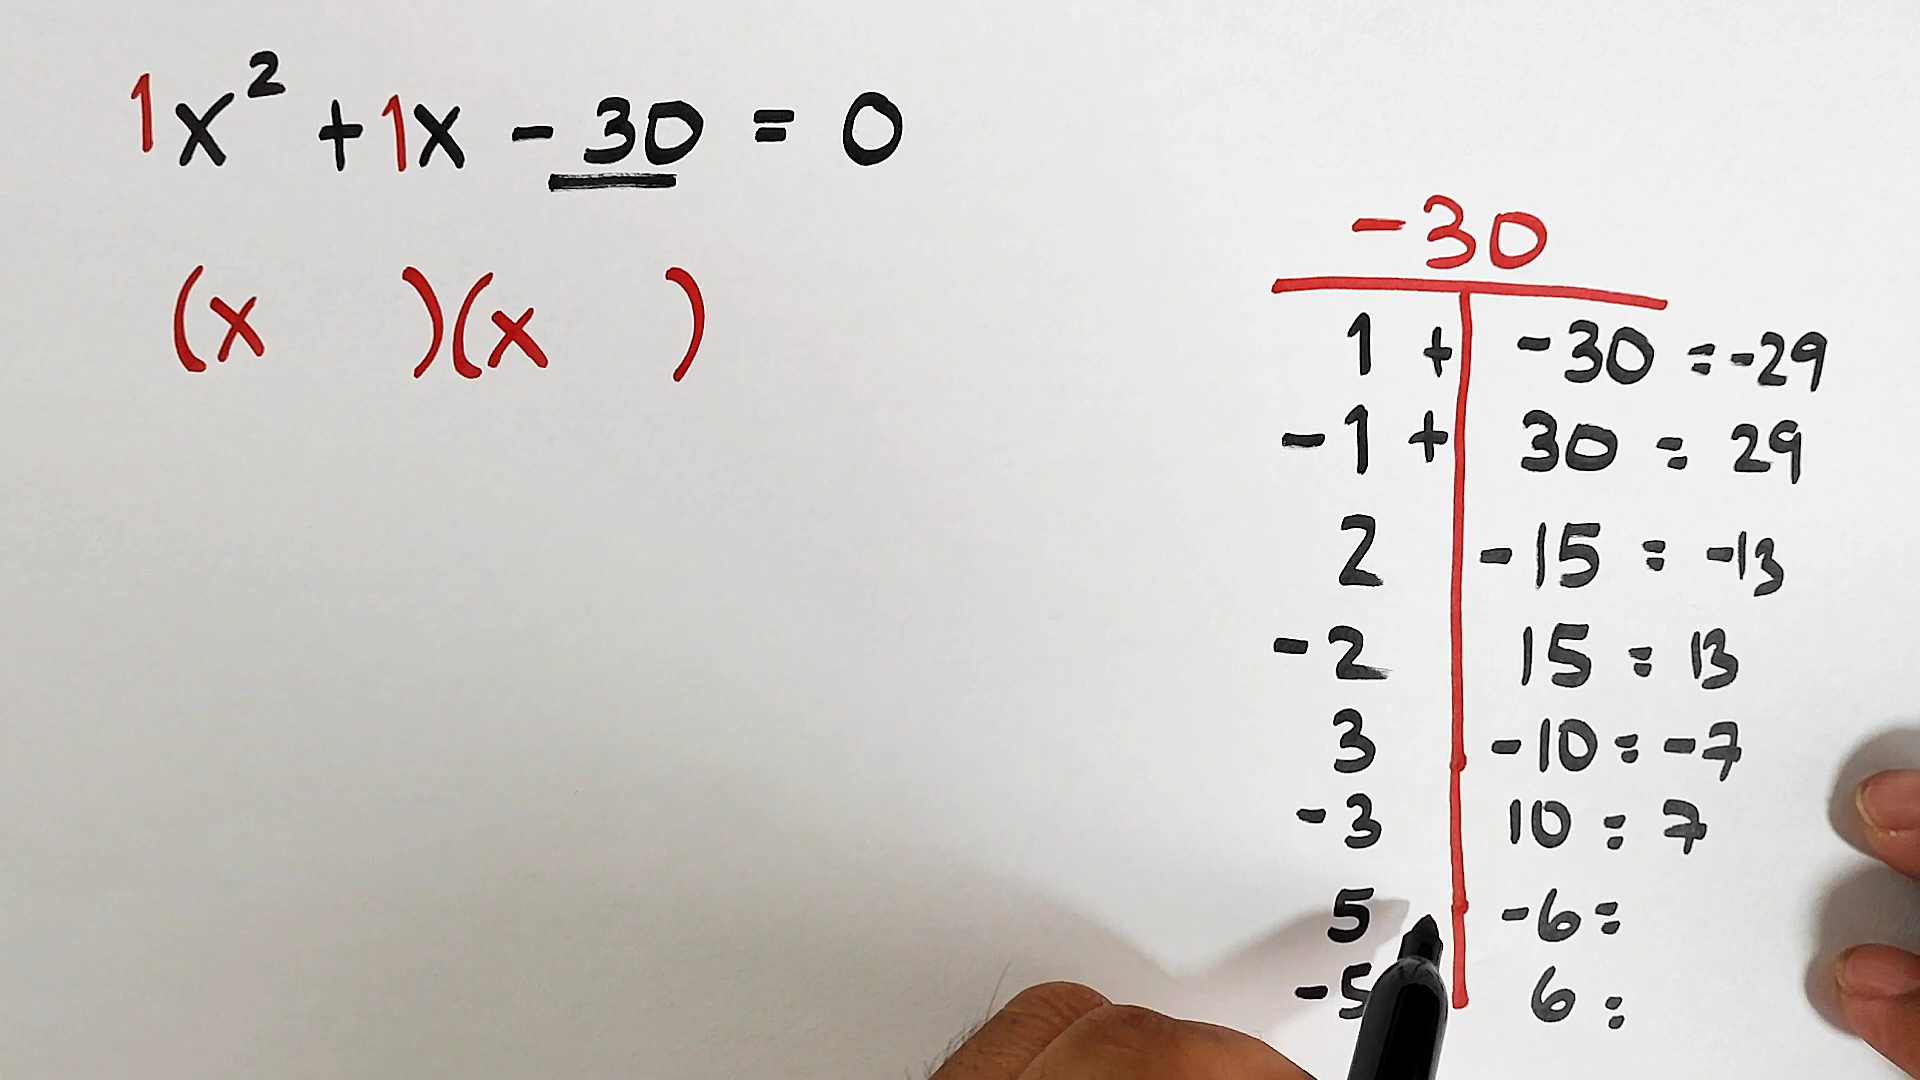 1x² + 1x - 30 = 0
(x )(x )
-30
1 + -30 = -29
-1 + 30 = 29
2 -15 = -13
-2 15 = 13
3 -10 = -7
-3 10 = 7
5 -6 =
-5 6 =